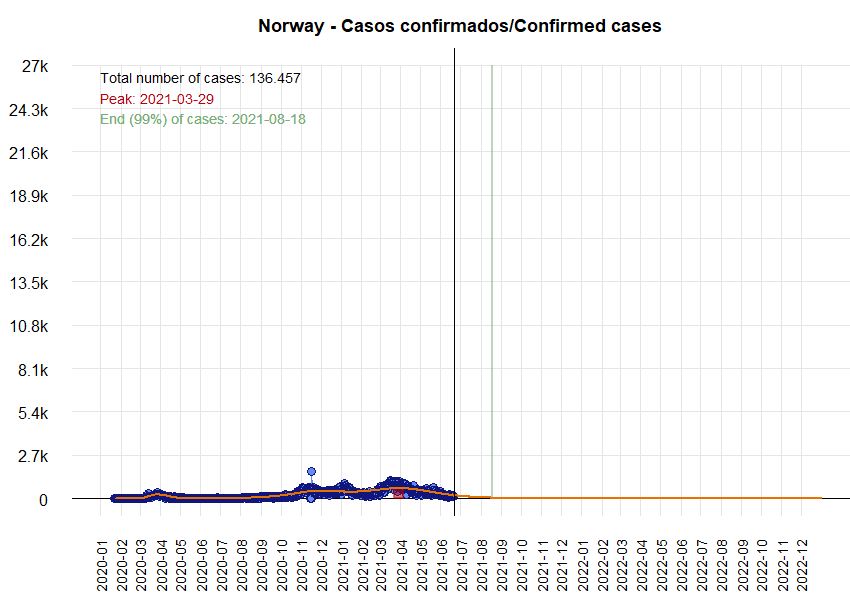 Norway - Casos confirmados/Confirmed cases
27k
24.3k
21.6k
18.9k
16.2k
13.5k
10.8k
8.1k
5.4k
2.7k
0
Total number of cases: 136.457
Peak: 2021-03-29
End (99%) of cases: 2021-08-18
2020-01
2020-02
2020-03
2020-04
2020-05
2020-06
2020-07
2020-08
2020-09
2020-10
2020-11
2020-12
2021-01
2021-02
2021-03
2021-04
2021-05
2021-06
2021-07
2021-08
2021-09
2021-10
2021-11
2021-12
2022-01
2022-02
2022-03
2022-04
2022-05
2022-06
2022-07
2022-08
2022-09
2022-10
2022-11
2022-12